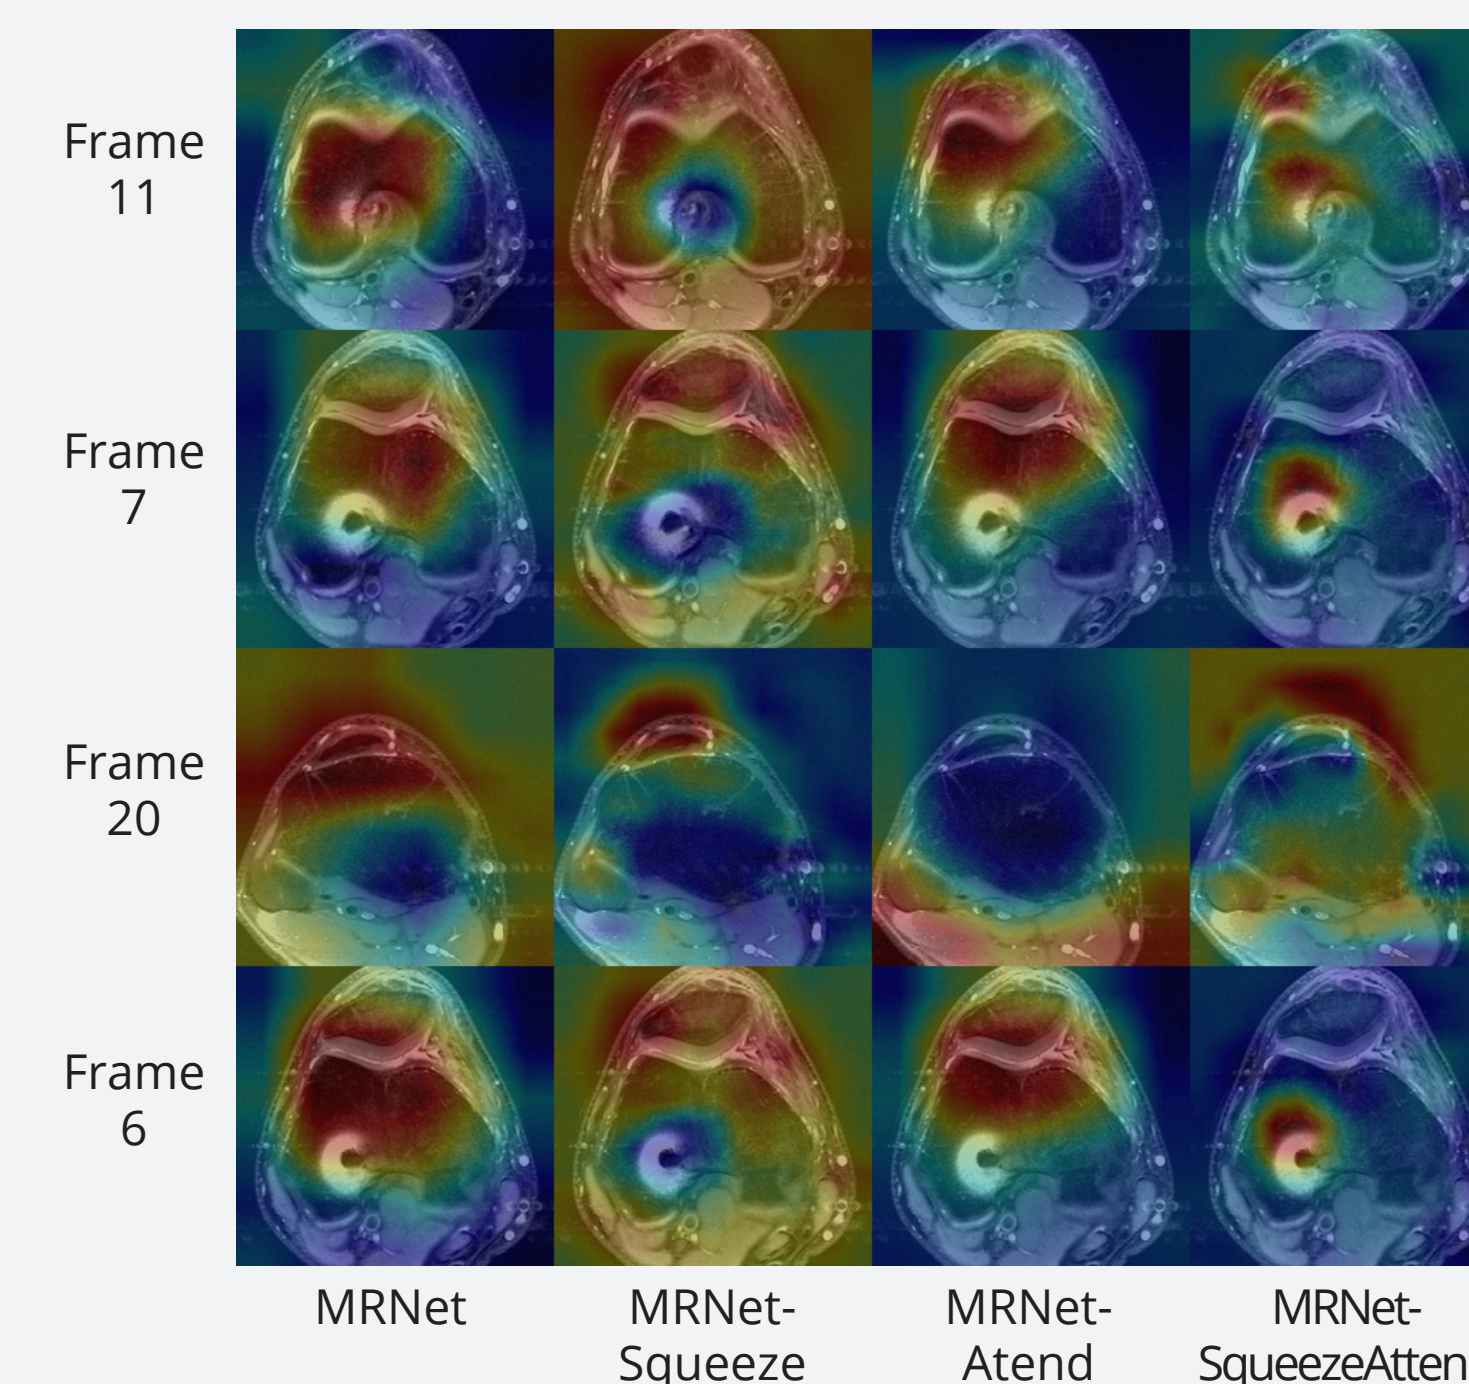 Frame
11
Frame
7
Frame
20
Frame
6
MRNet
MRNet-
Squeeze
MRNet-
Atend
MRNet-
SqueezeAtten